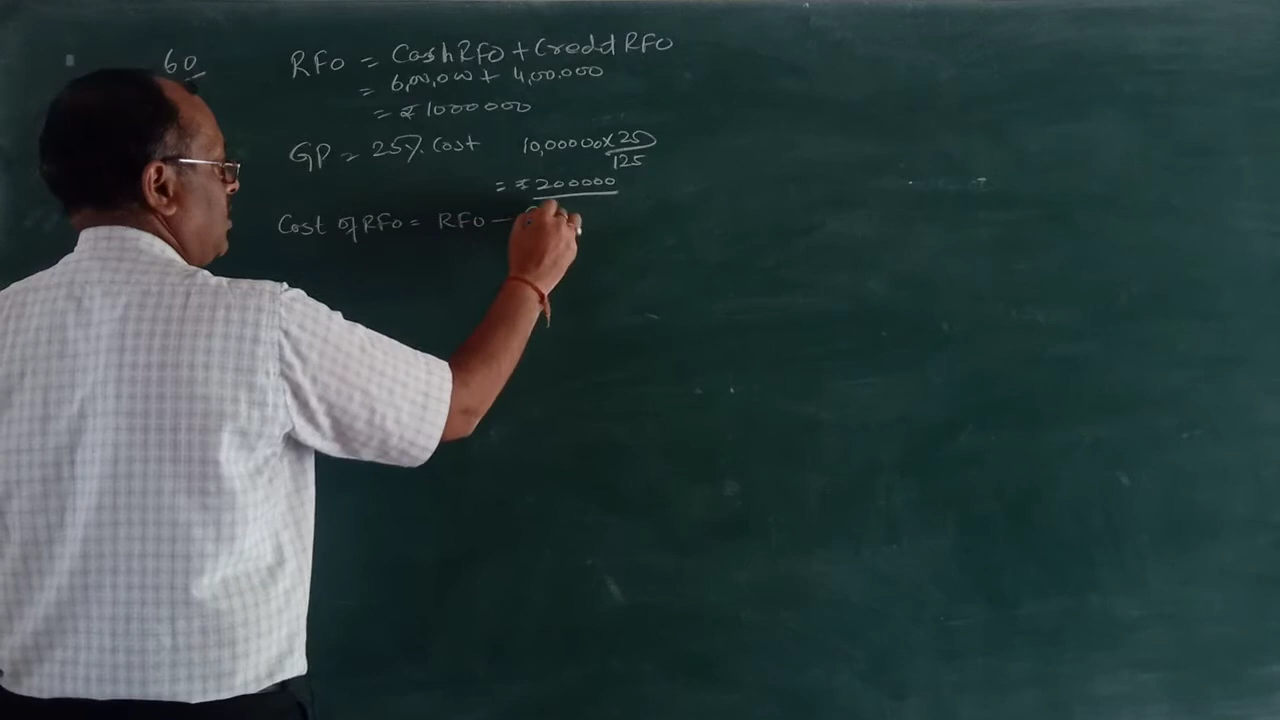 60
RFO = Cash RFO + Credit RFO
= 6,00,000 + 4,00,000
= ₹ 1000000
GP = 25% Cost 10,00000 x 25/125
= ₹ 200000
Cost of RFO = RFO -